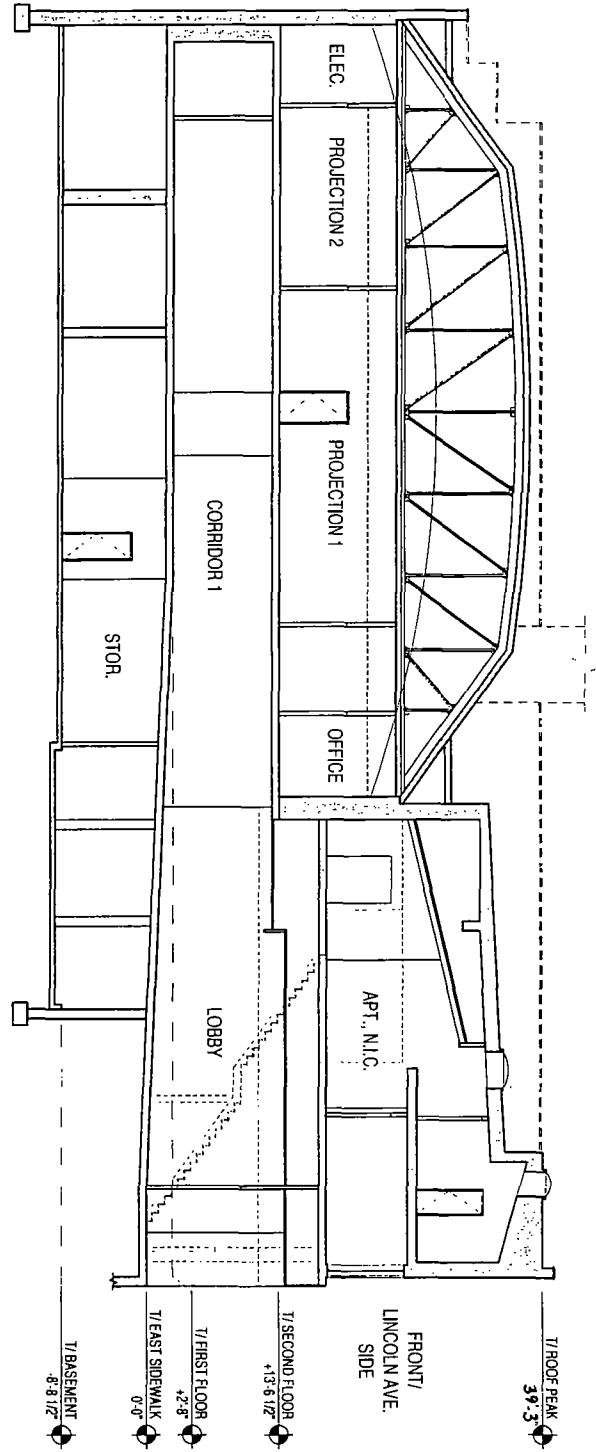 ELEC.
PROJECTION 2
PROJECTION 1
OFFICE
CORRIDOR 1
STOR.
LOBBY
APT., N.I.C.
FRONT/
LINCOLN AVE.
SIDE
T/ ROOF PEAK
39'-3"
T/ SECOND FLOOR
+13'-6 1/2"
T/ FIRST FLOOR
+2'-8"
T/ EAST SIDEWALK
0'-0"
T/ BASEMENT
-8'-8 1/2"